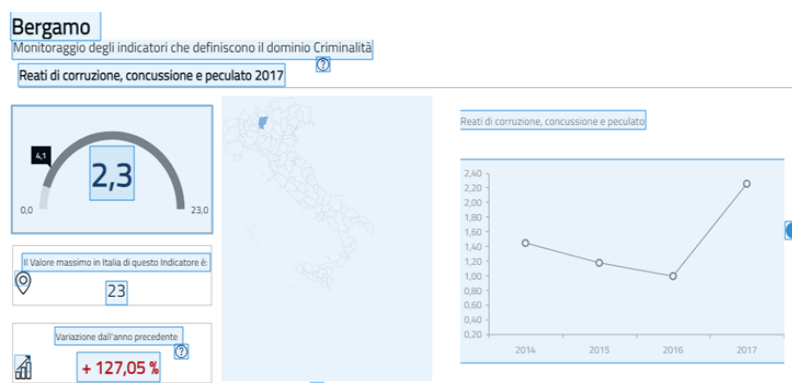 Bergamo
Monitoraggio degli indicatori che definiscono il dominio Criminalità
?
Reati di corruzione, concussione e peculato 2017
4,1
2,3
0,0
23,0
Il Valore massimo in Italia di questo Indicatore è:
23
Variazione dall'anno precedente
?
+ 127,05 %
Reati di corruzione, concussione e peculato
2,40
2,20
2,00
1,80
1,60
1,40
1,20
1,00
0,80
0,60
0,40
0,20
2014 2015 2016 2017